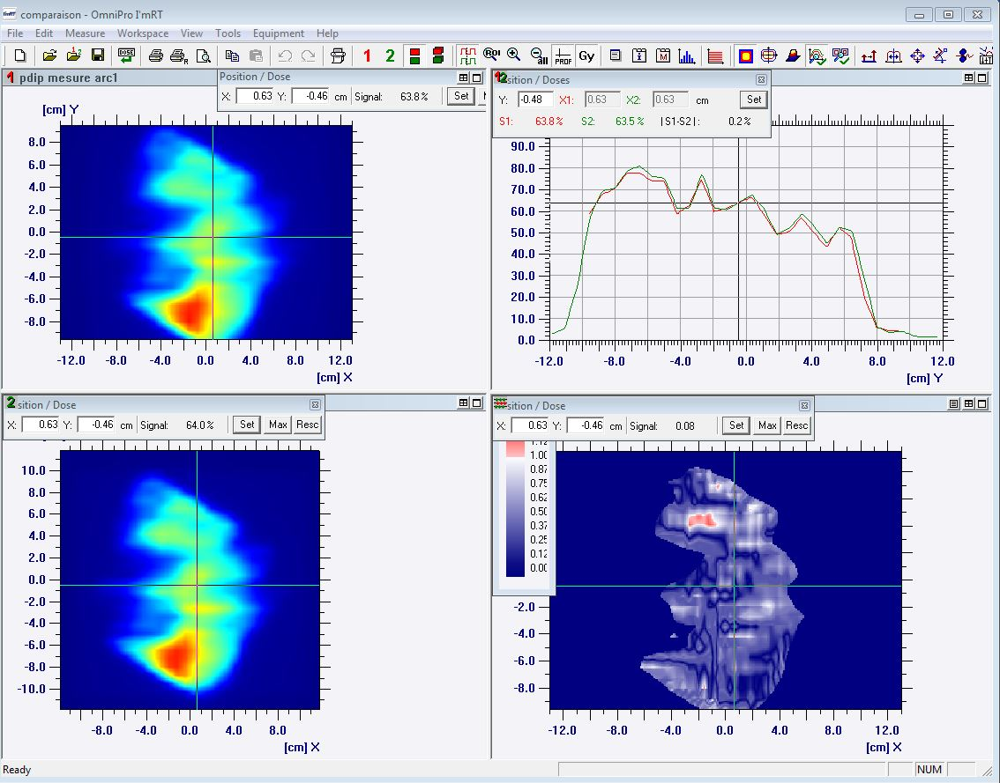 comparaison - OmniPro I'mRT
File Edit Measure Workspace View Tools Equipment Help
DOSE R 1 2 ROI all PROF Gy I M
1 pdip mesure arc1
Position / Dose
X: 0.63 Y: -0.46 cm Signal: 63.8 % Set
[cm] Y
8.0
6.0
4.0
2.0
0.0
-2.0
-4.0
-6.0
-8.0
-12.0 -8.0 -4.0 0.0 4.0 8.0 12.0
[cm] X
12 sition / Doses
Y: -0.48 X1: 0.63 X2: 0.63 cm Set
S1: 63.8 % S2: 63.5 % | S1-S2 | : 0.2 %
90.0
80.0
70.0
60.0
50.0
40.0
30.0
20.0
10.0
0.0
-12.0 -8.0 -4.0 0.0 4.0 8.0 12.0
[cm] Y
2 sition / Dose
X: 0.63 Y: -0.46 cm Signal: 64.0 % Set Max Resc
10.0
8.0
6.0
4.0
2.0
0.0
-2.0
-4.0
-6.0
-8.0
-10.0
-8.0 -4.0 0.0 4.0 8.0
[cm] X
sition / Dose
X: 0.63 Y: -0.46 cm Signal: 0.08 Set Max Resc
1.12
1.00
0.87
0.75
0.62
0.50
0.37
0.25
0.12
0.00
-2.0
-4.0
-6.0
-8.0
-12.0 -8.0 -4.0 0.0 4.0 8.0 12.0
[cm] X
Ready
NUM